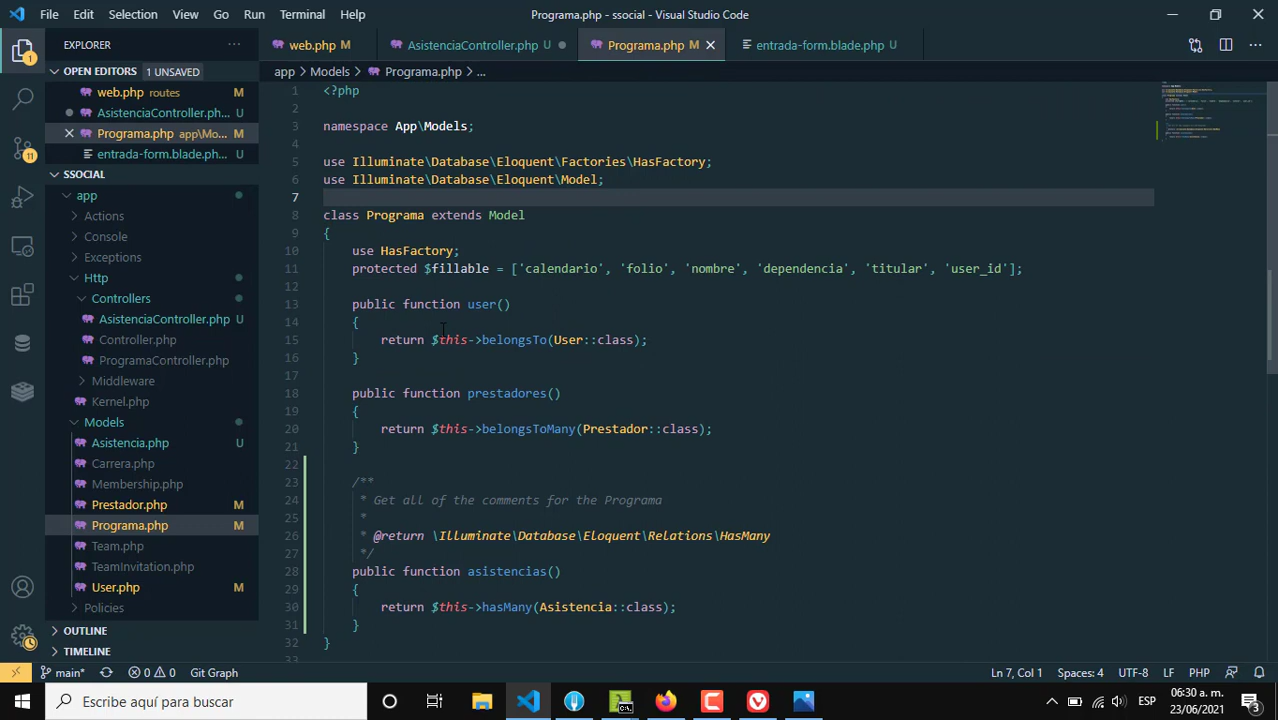 File Edit Selection View Go Run Terminal Help Programa.php - ssocial - Visual Studio Code
EXPLORER
OPEN EDITORS 1 UNSAVED
web.php routes M
AsistenciaController.php...
Programa.php app\Mo... M
entrada-form.blade.ph... U
SSOCIAL
app
Actions
Console
Exceptions
Http
Controllers
AsistenciaController.php U
Controller.php
ProgramaController.php
Middleware
Kernel.php
Models
Asistencia.php U
Carrera.php
Membership.php
Prestador.php M
Programa.php M
Team.php
TeamInvitation.php
User.php M
Policies
OUTLINE
TIMELINE
web.php M AsistenciaController.php U Programa.php M entrada-form.blade.php U
app > Models > Programa.php > ...
1 <?php
2
3 namespace App\Models;
4
5 use Illuminate\Database\Eloquent\Factories\HasFactory;
6 use Illuminate\Database\Eloquent\Model;
7
8 class Programa extends Model
9 {
10 use HasFactory;
11 protected $fillable = ['calendario', 'folio', 'nombre', 'dependencia', 'titular', 'user_id'];
12
13 public function user()
14 {
15 return $this->belongsTo(User::class);
16 }
17
18 public function prestadores()
19 {
20 return $this->belongsToMany(Prestador::class);
21 }
22
23 /**
24 * Get all of the comments for the Programa
25 *
26 * @return \Illuminate\Database\Eloquent\Relations\HasMany
27 */
28 public function asistencias()
29 {
30 return $this->hasMany(Asistencia::class);
31 }
32 }
33
main* 0 0 Git Graph Ln 7, Col 1 Spaces: 4 UTF-8 LF PHP
Escribe aquí para buscar
ESP
06:30 a. m.
23/06/2021